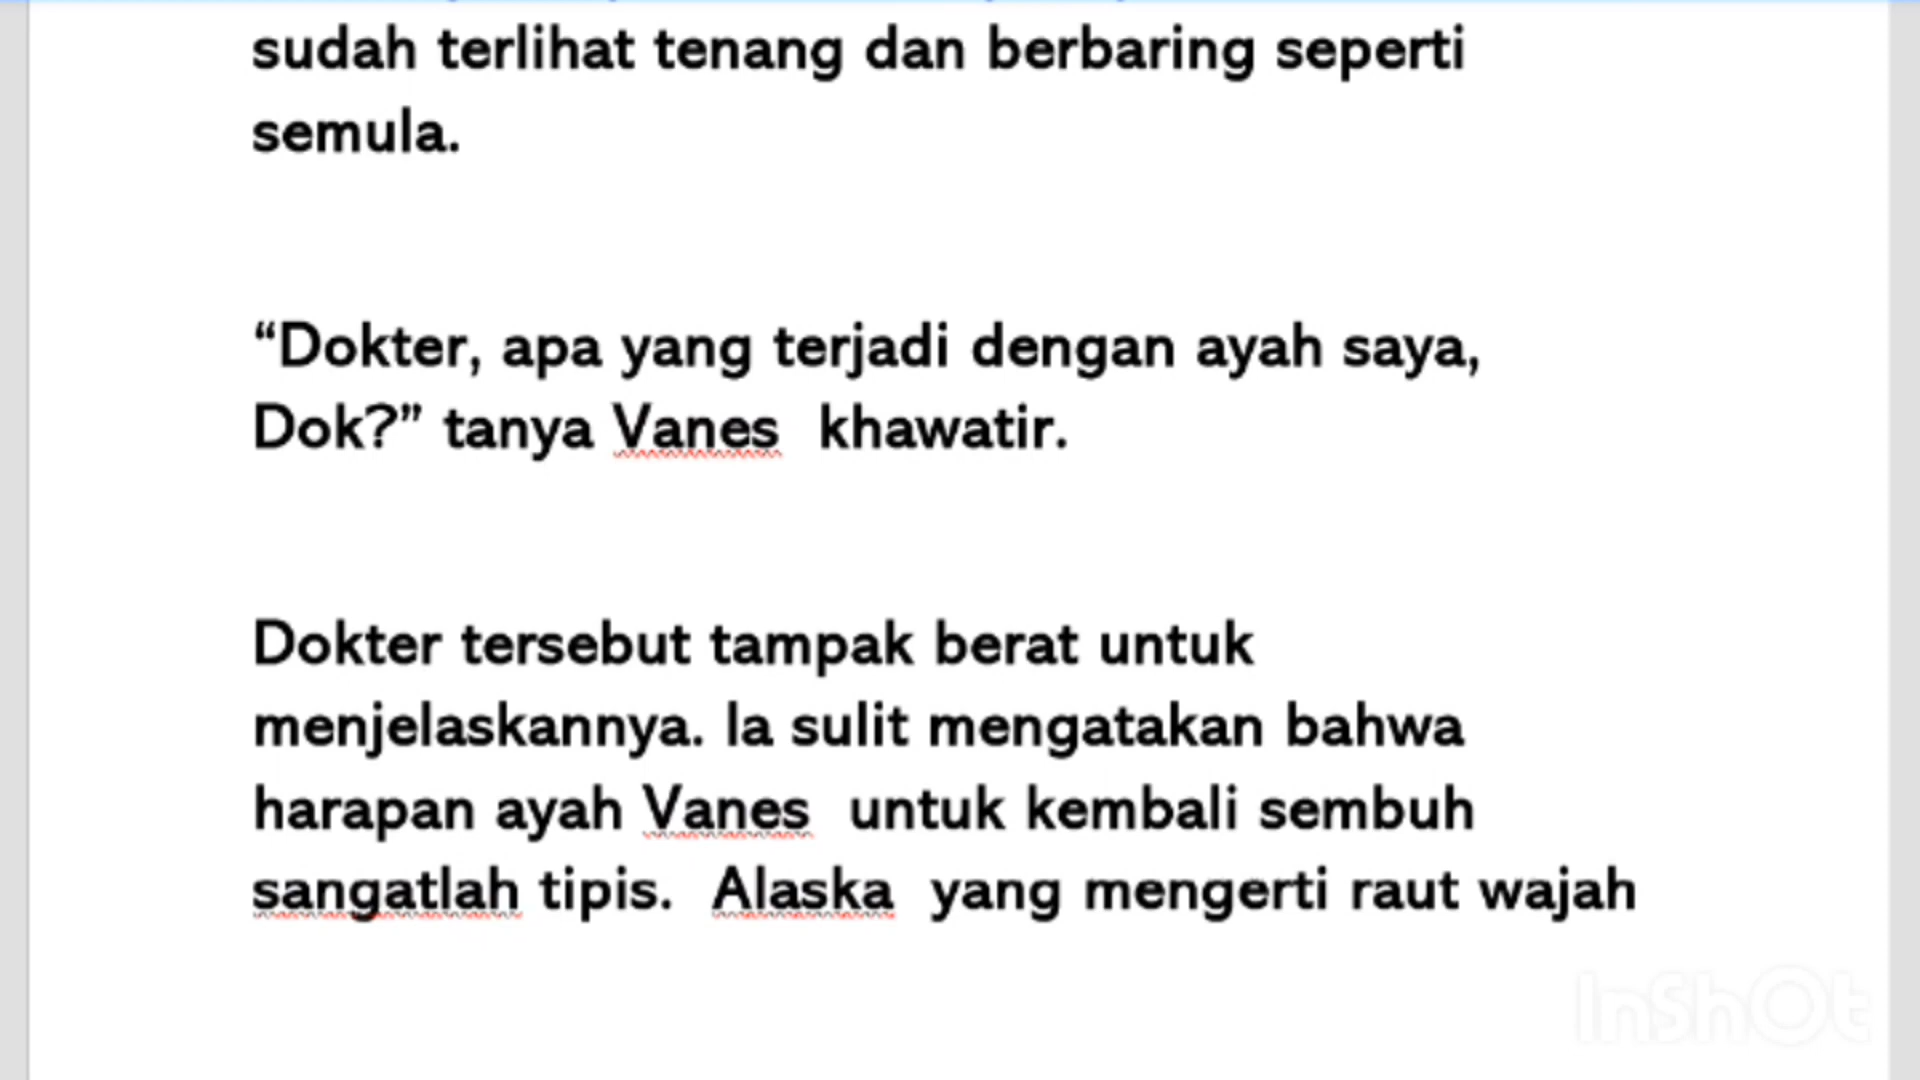 sudah terlihat tenang dan berbaring seperti
semula.
“Dokter, apa yang terjadi dengan ayah saya,
Dok?” tanya Vanes  khawatir.
Dokter tersebut tampak berat untuk
menjelaskannya. Ia sulit mengatakan bahwa
harapan ayah Vanes  untuk kembali sembuh
sangatlah tipis.  Alaska  yang mengerti raut wajah
InShOt